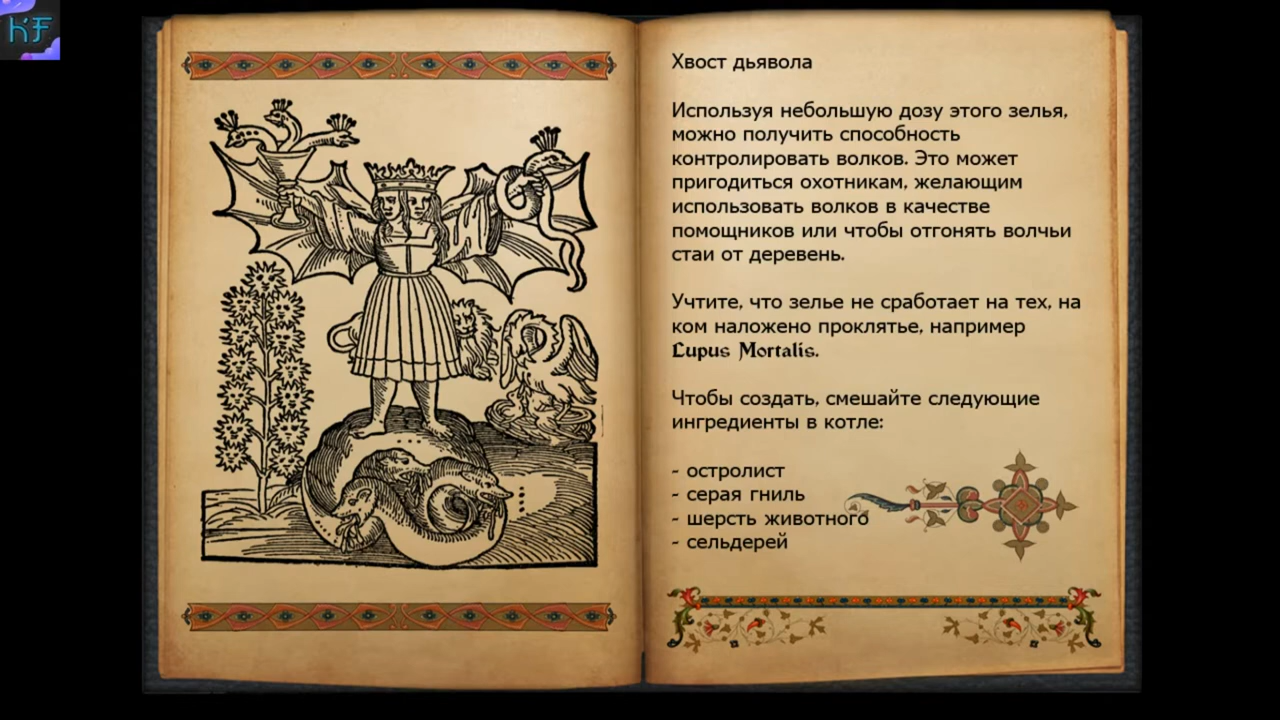 KF
Хвост дьявола
Используя небольшую дозу этого зелья,
можно получить способность
контролировать волков. Это может
пригодиться охотникам, желающим
использовать волков в качестве
помощников или чтобы отгонять волчьи
стаи от деревень.
Учтите, что зелье не сработает на тех, на
ком наложено проклятье, например
Lupus Mortalis.
Чтобы создать, смешайте следующие
ингредиенты в котле:
- остролист
- серая гниль
- шерсть животного
- сельдерей